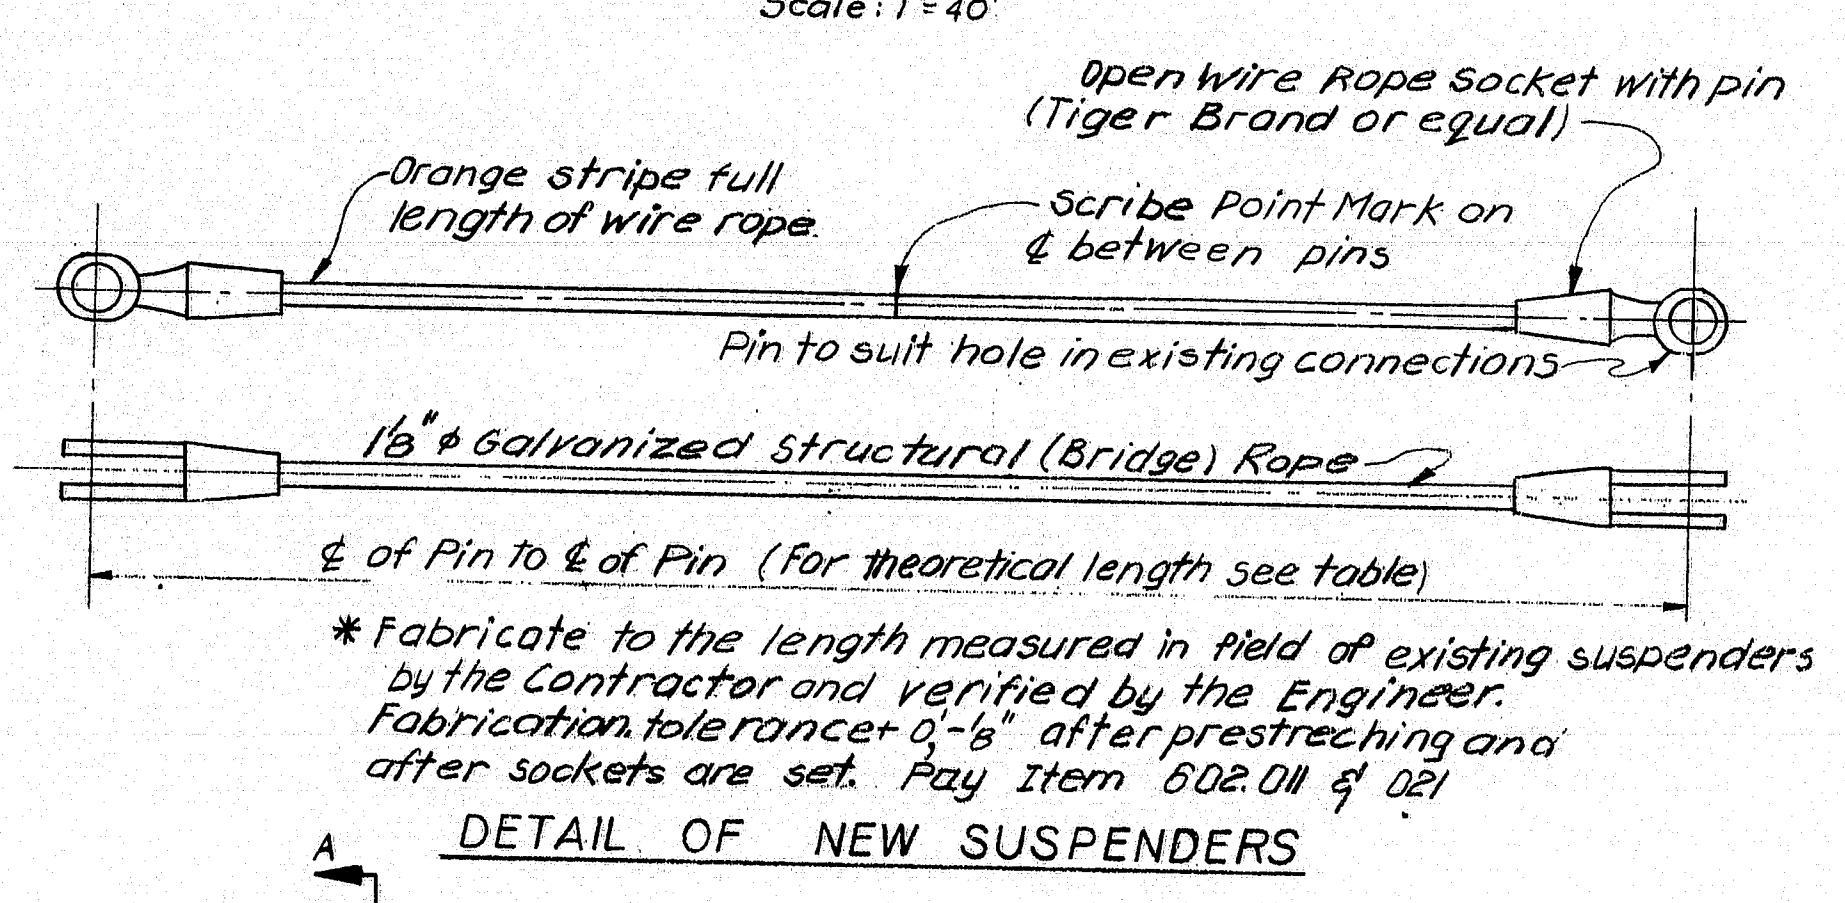 Scale: 1"=40'
Open Wire Rope Socket with pin
(Tiger Brand or equal)
Orange stripe full
length of wire rope.
Scribe Point Mark on
℄ between pins
Pin to suit hole in existing connections
1⅛" ϕ Galvanized Structural (Bridge) Rope
℄ of Pin to ℄ of Pin (For theoretical length see table)
* Fabricate to the length measured in field of existing suspenders
by the Contractor and verified by the Engineer.
Fabrication tolerance + 0", -⅛" after prestreching and
after sockets are set. Pay Item 602.011 & 021
DETAIL OF NEW SUSPENDERS
A